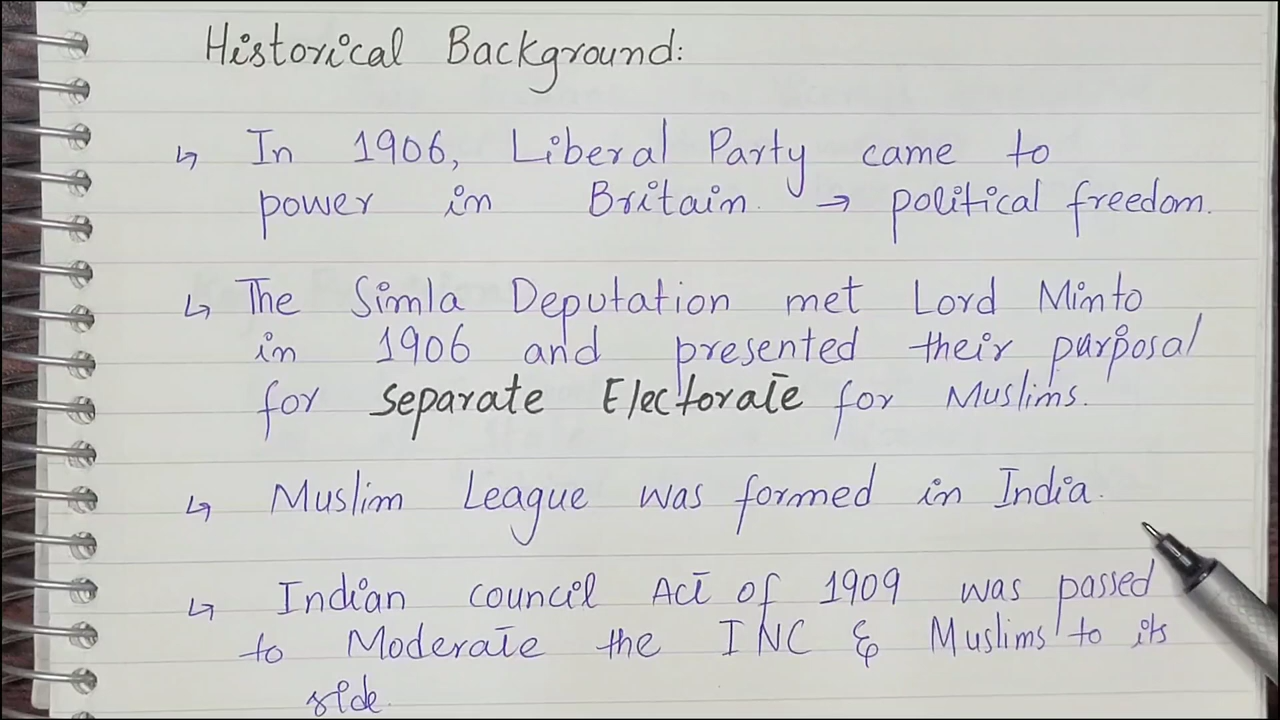 Historical Background:
↳ In 1906, Liberal Party came to
power in Britain. → political freedom.
↳ The Simla Deputation met Lord Minto
in 1906 and presented their purposal
for separate Electorate for Muslims.
↳ Muslim League was formed in India.
↳ Indian council Act of 1909 was passed
to Moderate the INC & Muslims to its
side.